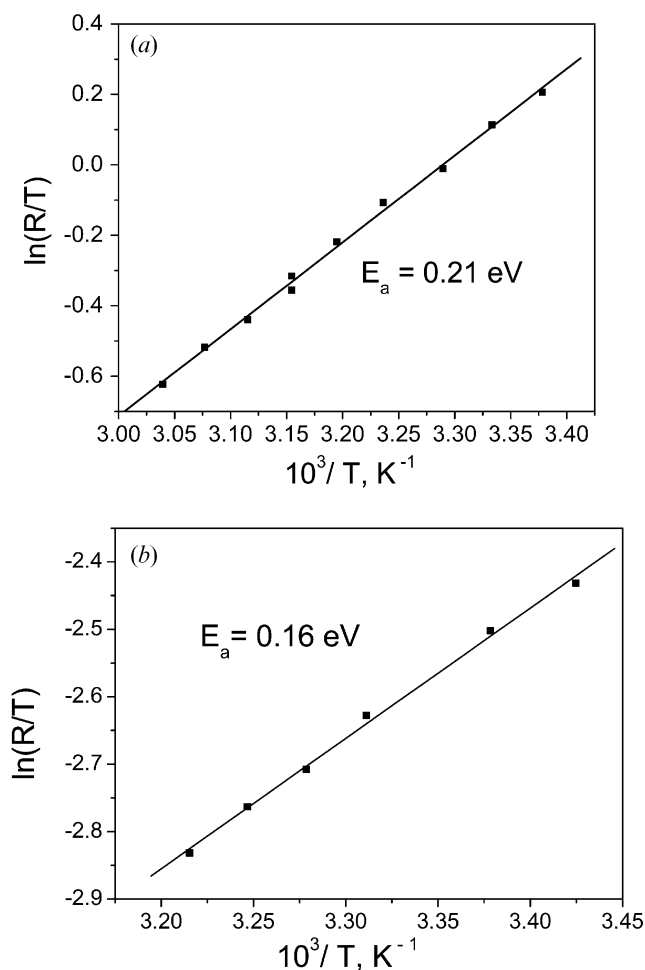 (a)
0.4
0.2
0.0
-0.2
-0.4
-0.6
ln(R/T)
Eₐ = 0.21 eV
3.00 3.05 3.10 3.15 3.20 3.25 3.30 3.35 3.40
10³/ T, K⁻¹
(b)
-2.4
-2.5
-2.6
-2.7
-2.8
-2.9
ln(R/T)
Eₐ= 0.16 eV
3.20 3.25 3.30 3.35 3.40 3.45
10³/ T, K⁻¹